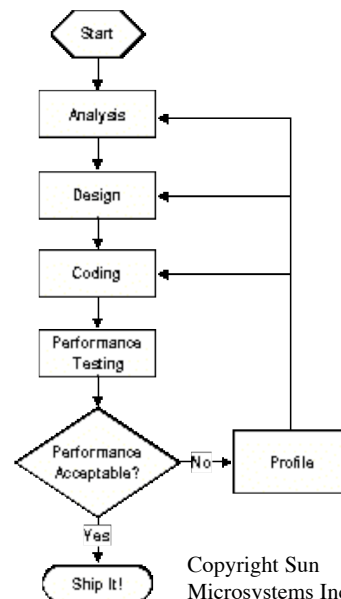 Start
Analysis
Design
Coding
Performance
Testing
Performance
Acceptable?
No
Profile
Yes
Ship It!
Copyright Sun
Microsystems Inc